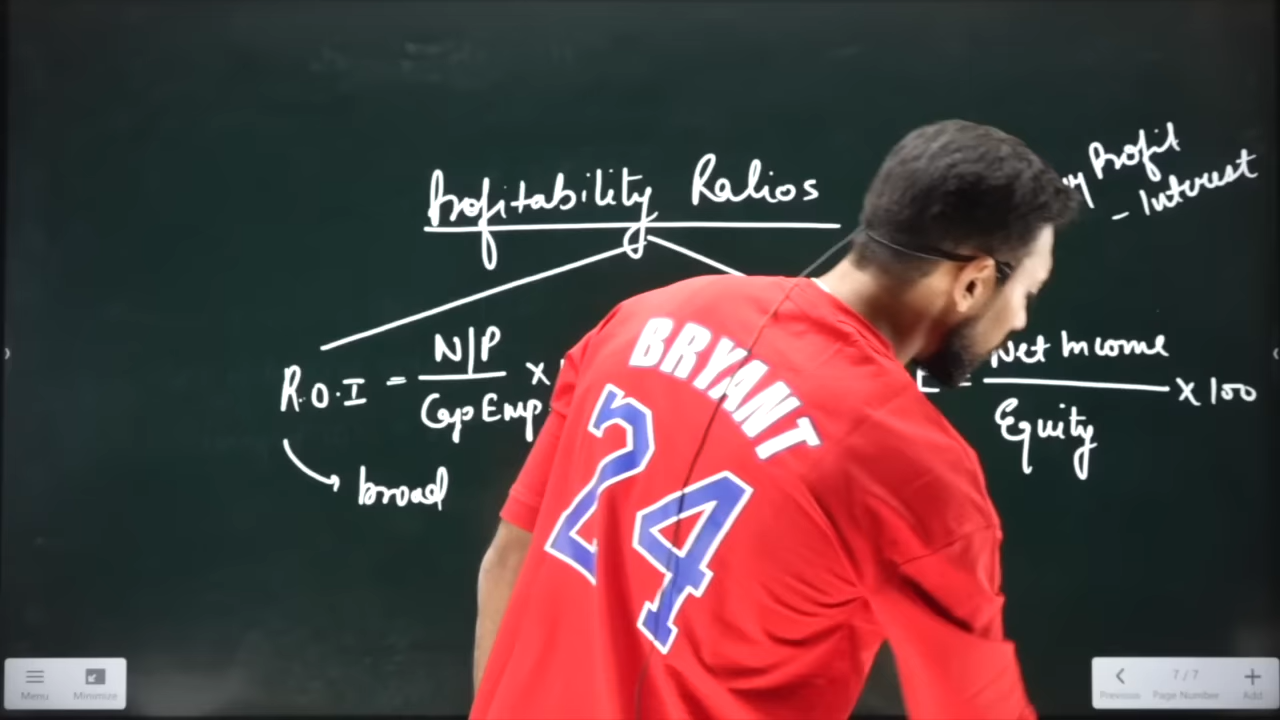 Profitability Ratios
Profit
- Interest
R.O.I = N/P / Cap Emp. X
Net Income / Equity X 100
broad
BRYANT
24
Menu
Minimize
Previous
7 / 7
Page Number
Add